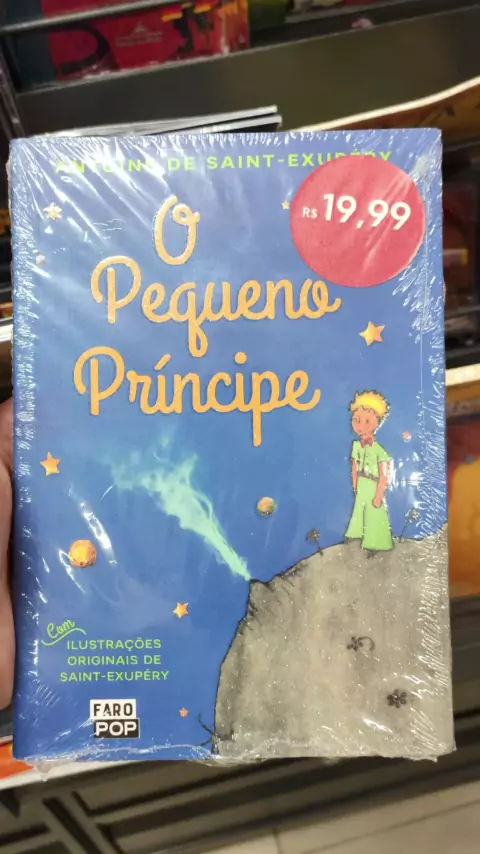 ANTOINE DE SAINT-EXUPÉRY
R$ 19,99
O
Pequeno
Príncipe
Com
ILUSTRAÇÕES
ORIGINAIS DE
SAINT-EXUPÉRY
FARO
POP